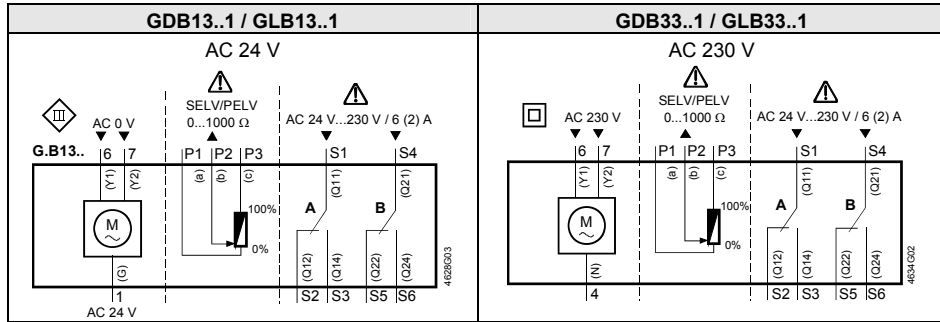 GDB13..1 / GLB13..1
AC 24 V
SELV/PELV
0...1000 Ω
AC 24 V...230 V / 6 (2) A
III
AC 0 V
G.B13..
6 7 P1 P2 P3 S1 S4
(Y1) (Y2) (a) (b) (c) (Q11) (Q21)
100%
A B
M
~
0%
(G) (Q12) (Q14) (Q22) (Q24)
4628G03
1 S2 S3 S5 S6
AC 24 V
GDB33..1 / GLB33..1
AC 230 V
SELV/PELV
0...1000 Ω
AC 24 V...230 V / 6 (2) A
AC 230 V
6 7 P1 P2 P3 S1 S4
(Y1) (Y2) (a) (b) (c) (Q11) (Q21)
100%
A B
M
~
0%
(N) (Q12) (Q14) (Q22) (Q24)
4634G02
4 S2 S3 S5 S6